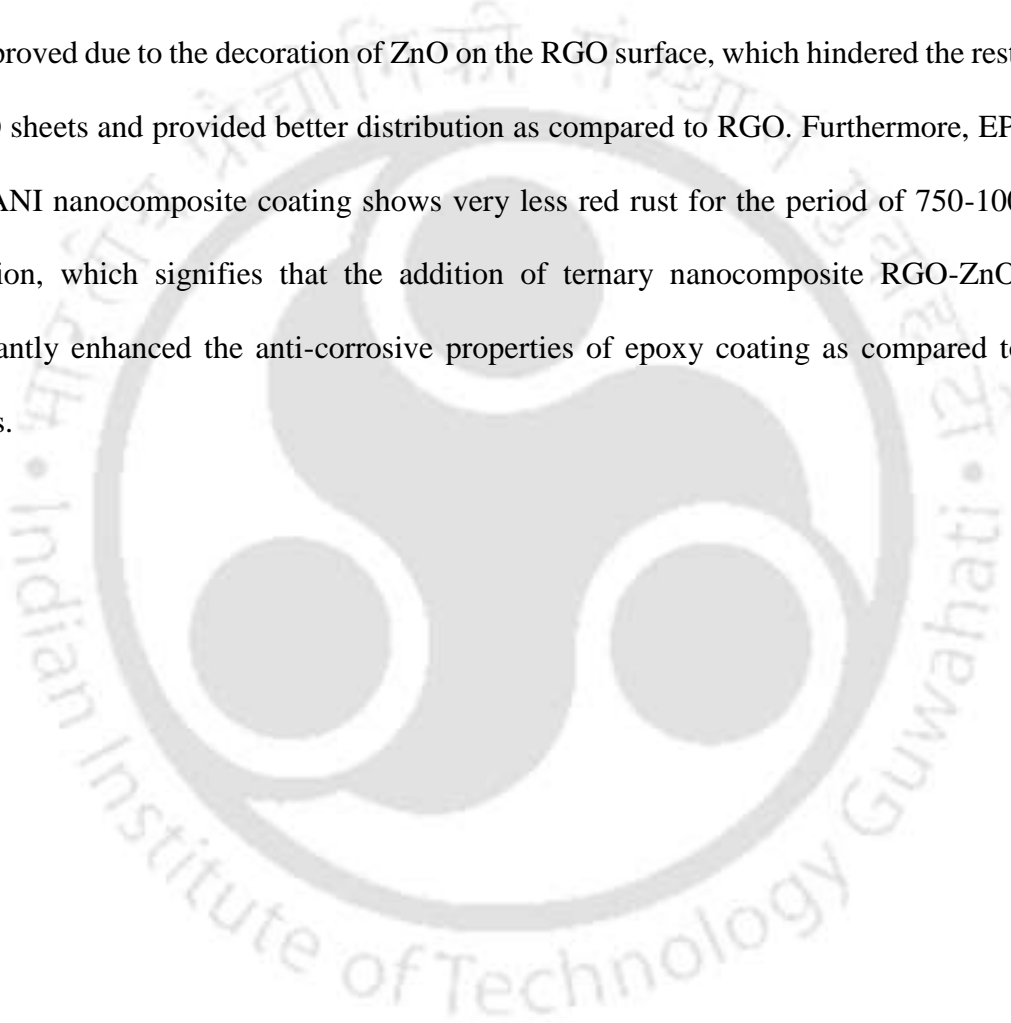 proved due to the decoration of ZnO on the RGO surface, which hindered the rest
sheets and provided better distribution as compared to RGO. Furthermore, EP
ANI nanocomposite coating shows very less red rust for the period of 750-100
ion, which signifies that the addition of ternary nanocomposite RGO-ZnO
antly enhanced the anti-corrosive properties of epoxy coating as compared to
s.
Indian Institute of Technology Guwahati